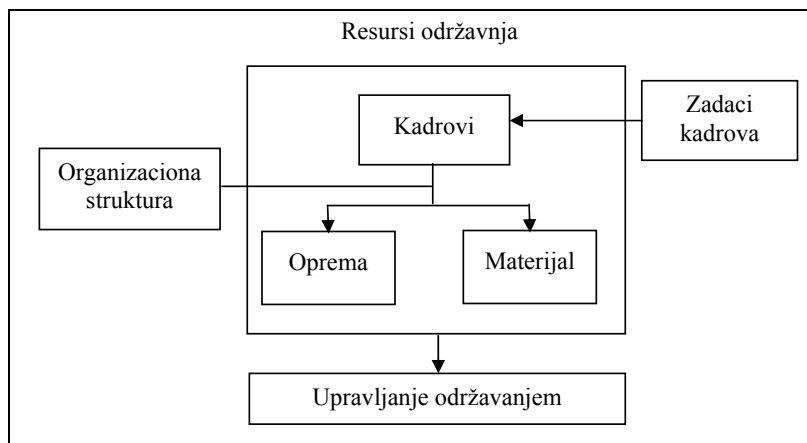 Resursi održavnja
Kadrovi
Zadaci
kadrova
Organizaciona
struktura
Oprema
Materijal
Upravljanje održavanjem